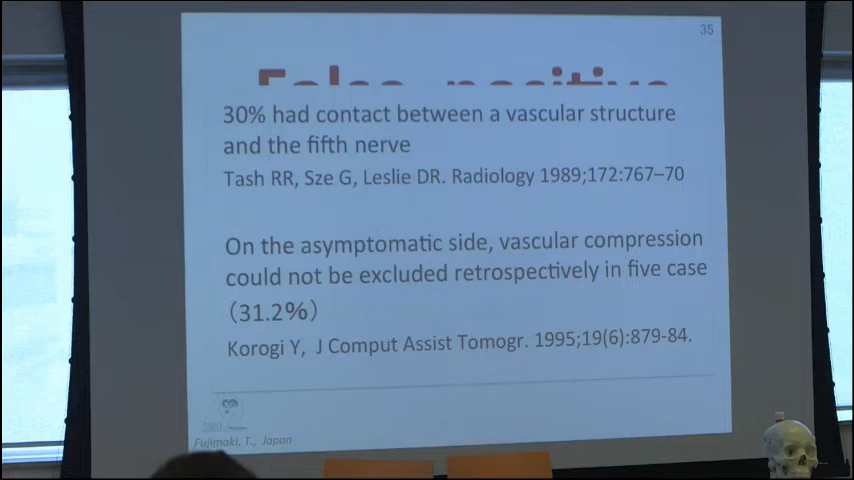 35
False positive
30% had contact between a vascular structure
and the fifth nerve
Tash RR, Sze G, Leslie DR. Radiology 1989;172:767–70
On the asymptomatic side, vascular compression
could not be excluded retrospectively in five case
(31.2%)
Korogi Y, J Comput Assist Tomogr. 1995;19(6):879-84.
Fujimaki, T., Japan